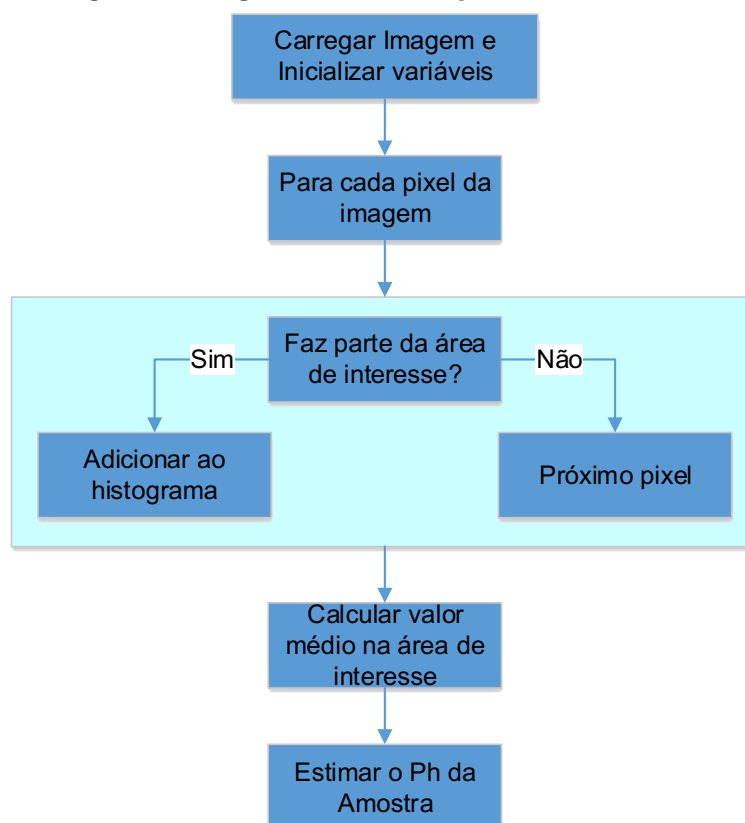 Carregar Imagem e
Inicializar variáveis
Para cada pixel da
imagem
Faz parte da área
de interesse?
Sim
Não
Adicionar ao
histograma
Próximo pixel
Calcular valor
médio na área de
interesse
Estimar o Ph da
Amostra